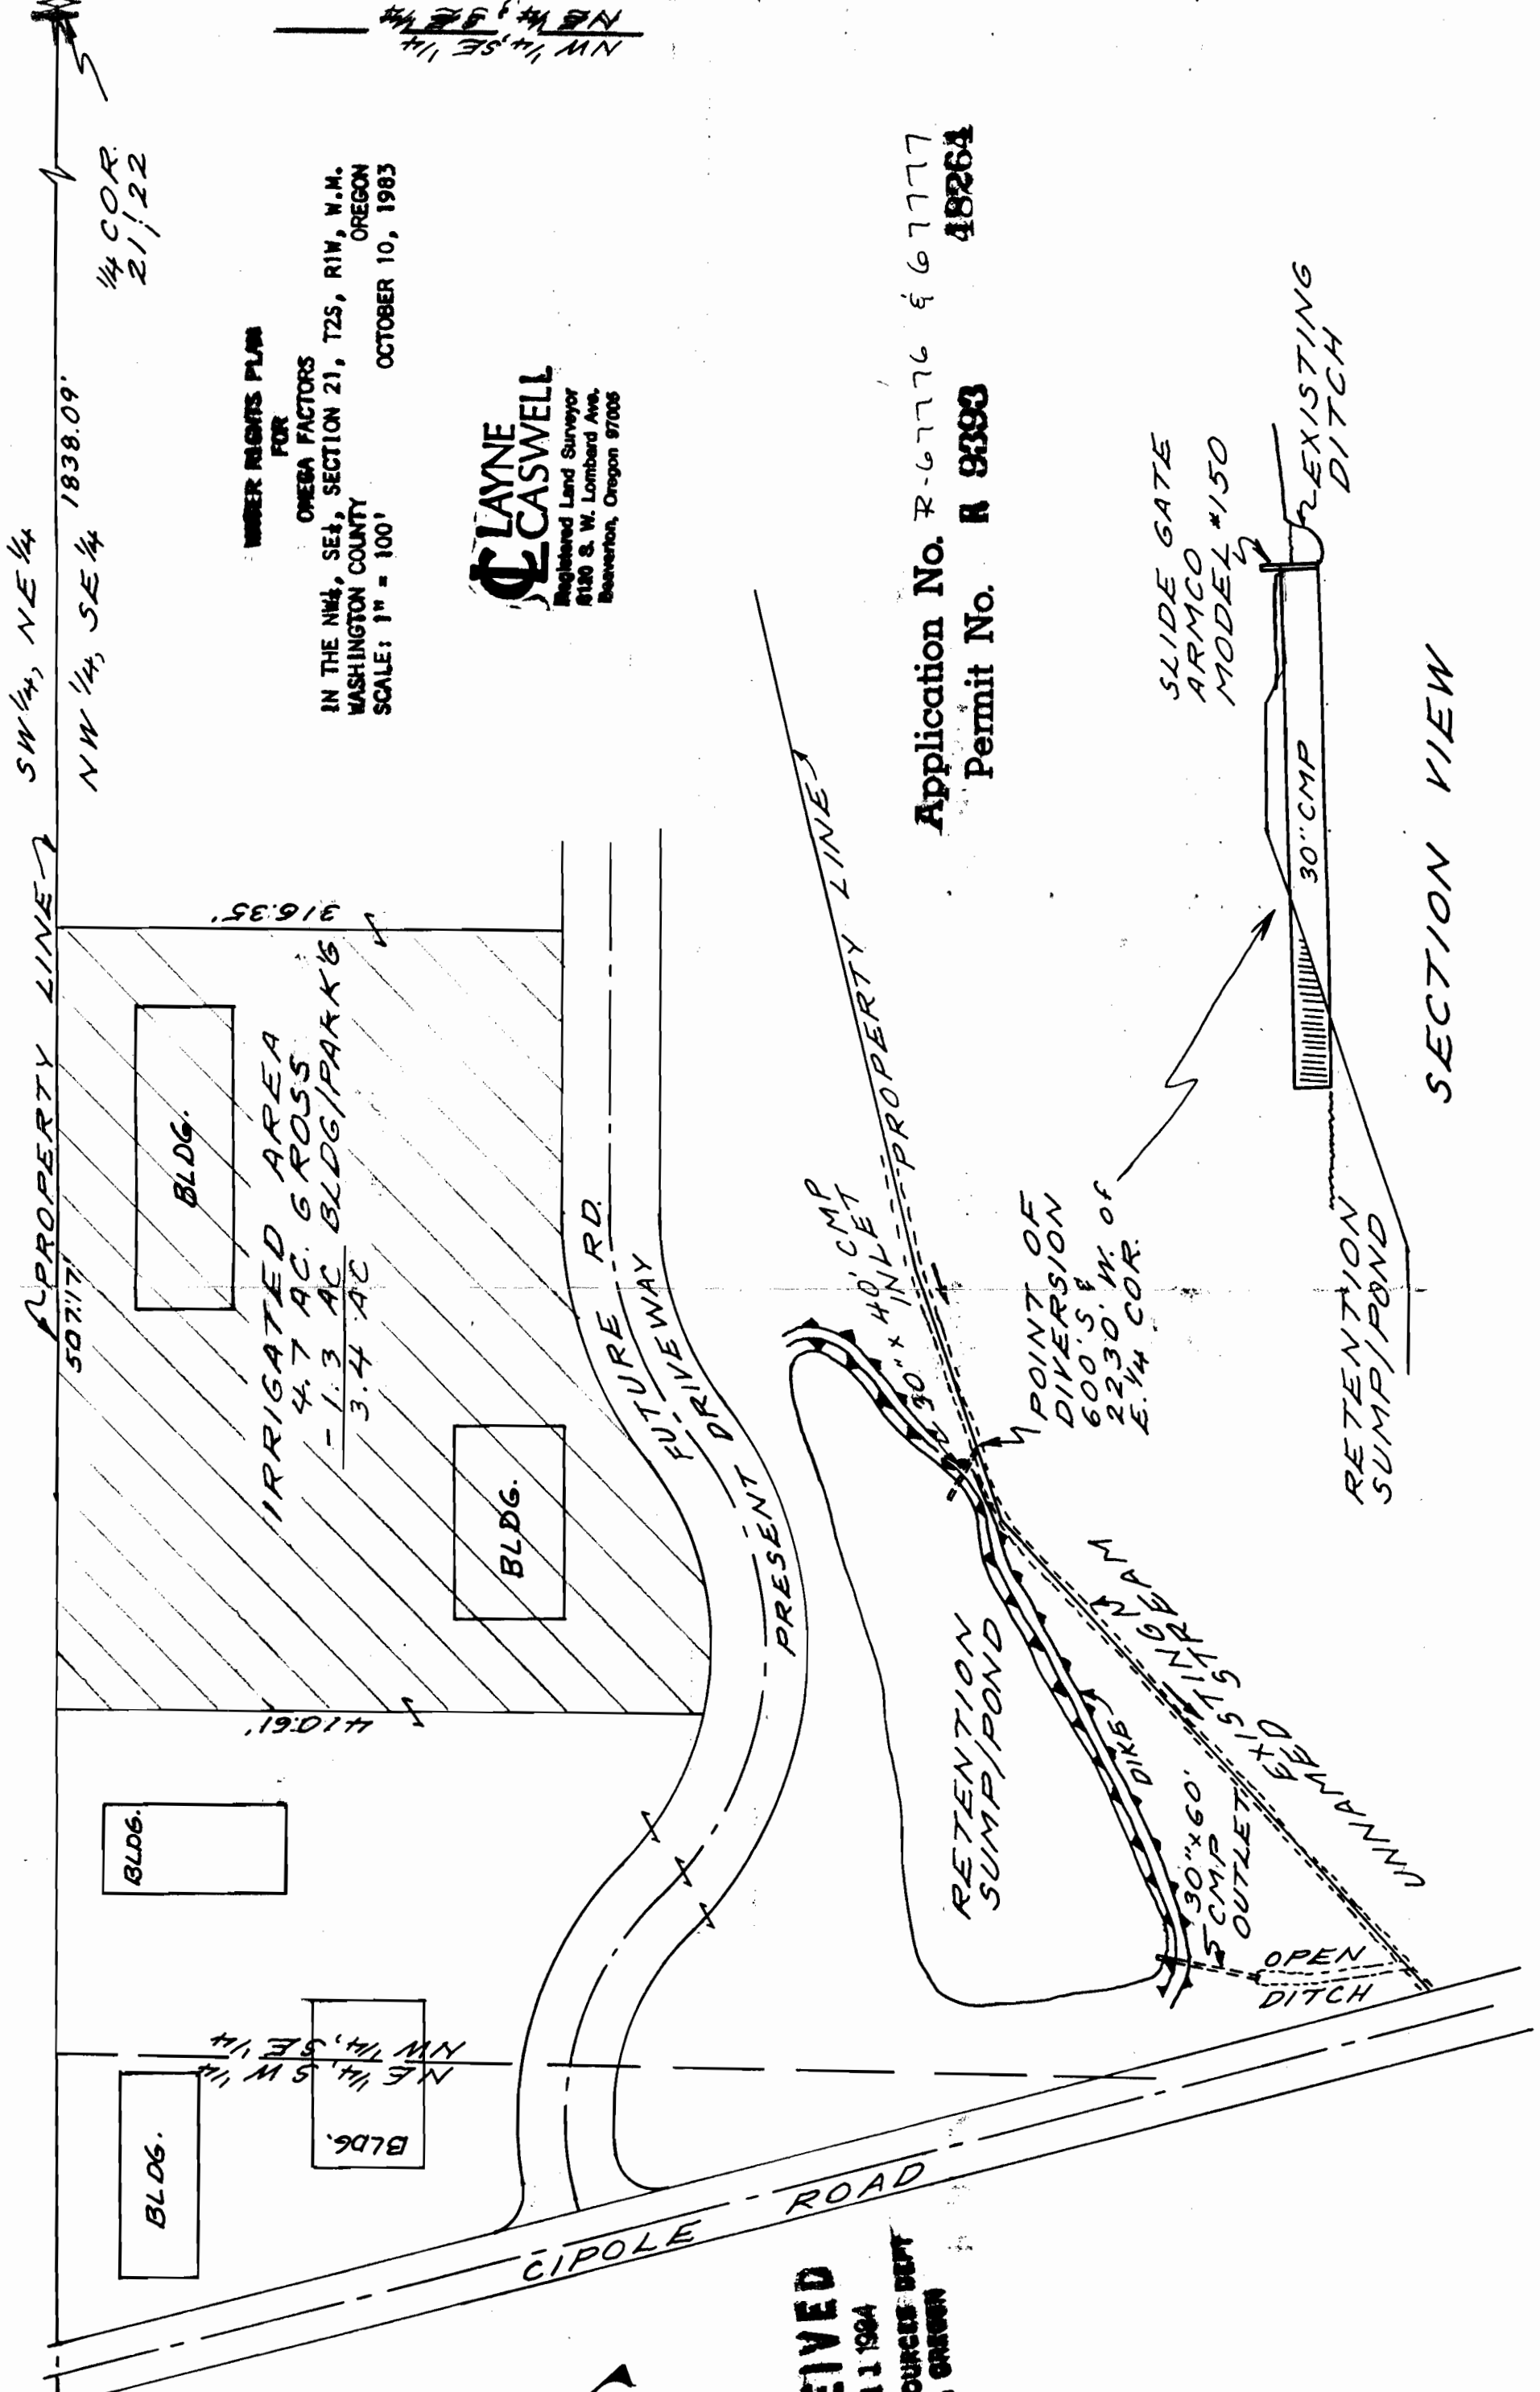 SW 1/4, NE 1/4
PROPERTY LINE
507.17'
1838.09'
NW 1/4, SE 1/4
1/4 COR.
21 | 22
NW 1/4, SE 1/4
NE 1/4, SE 1/4
RIGHTS PLAN
FOR
OMEGA FACTORS
IN THE NW¼, SE¼, SECTION 21, T2S, R1W, W.M.
WASHINGTON COUNTY OREGON
SCALE: 1" = 100' OCTOBER 10, 1983
CL LAYNE
CASWELL
Registered Land Surveyor
6120 S. W. Lombard Ave.
Beaverton, Oregon 97005
316.35'
BLDG.
IRRIGATED AREA
4.7 AC. GROSS
- 1.3 AC BLDG/PARK'G
3.4 AC
BLDG.
410.61'
BLDG.
NW 1/4, SE 1/4
NE 1/4, SW 1/4
BLDG.
BLDG.
FUTURE RD.
PRESENT DRIVEWAY
CIPOLE ROAD
PROPERTY LINE
30" x 40' CMP
INLET
Application No. R-67776 & 67777
Permit No. R 9393 48264
RETENTION
SUMP/POND
DIKE
POINT OF
DIVERSION
600' S. &
2230' W. of
E. 1/4 COR.
30" x 60'
CMP
OUTLET
OPEN
DITCH
EXISTING
UNNAMED STREAM
SLIDE GATE
ARMCO
MODEL #150
EXISTING
DITCH
30" CMP
RETENTION
SUMP/POND
SECTION VIEW
EIVED
1 1984
OURCES DEPT
OREGON